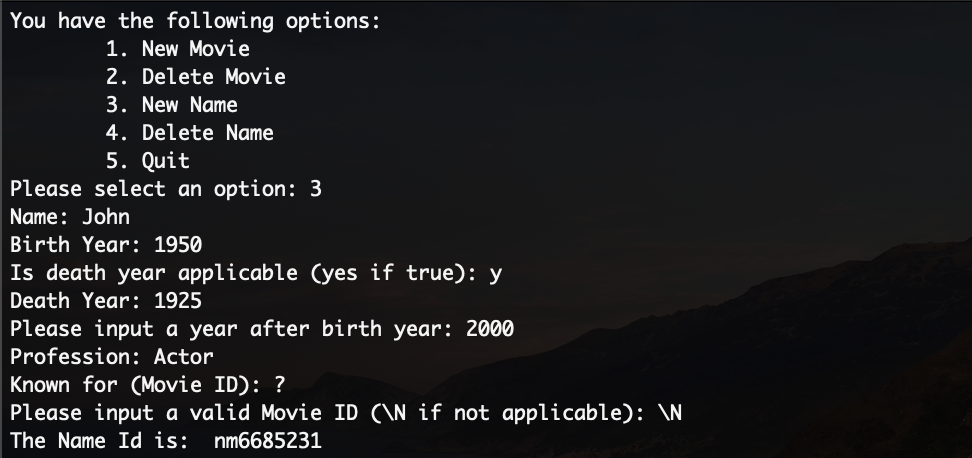 You have the following options:
1. New Movie
2. Delete Movie
3. New Name
4. Delete Name
5. Quit
Please select an option: 3
Name: John
Birth Year: 1950
Is death year applicable (yes if true): y
Death Year: 1925
Please input a year after birth year: 2000
Profession: Actor
Known for (Movie ID): ?
Please input a valid Movie ID (\N if not applicable): \N
The Name Id is:  nm6685231